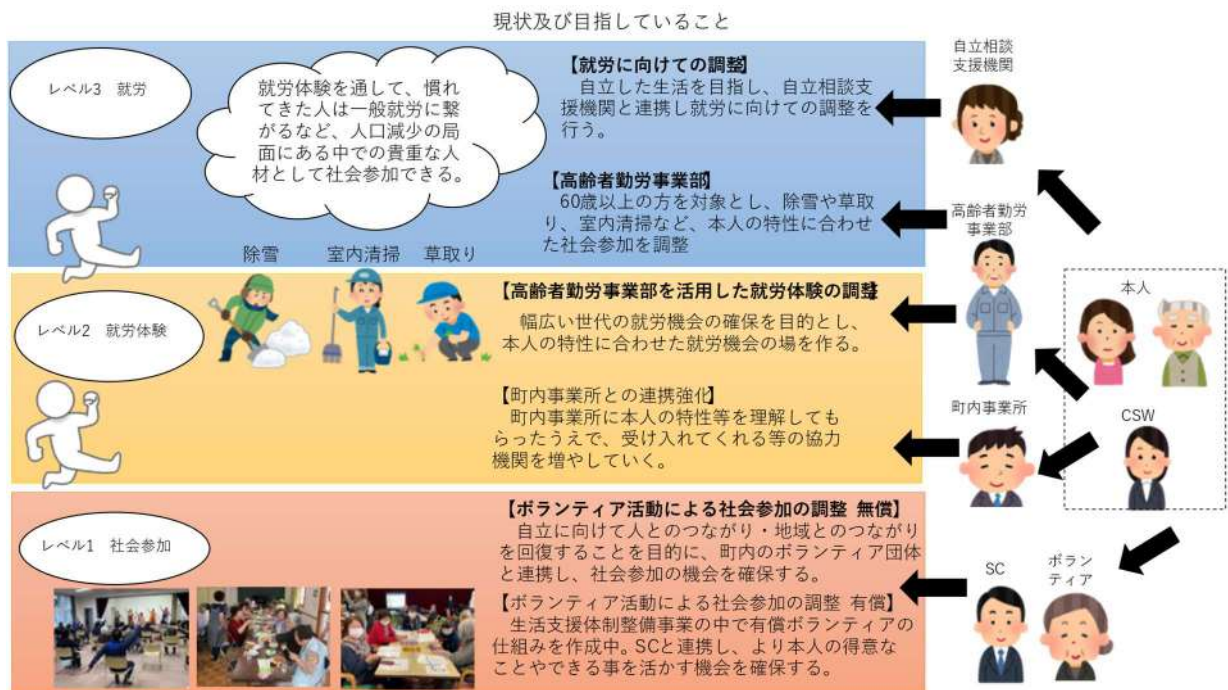 現状及び目指していること
レベル3 就労
就労体験を通して、慣れ
てきた人は一般就労に繋
がるなど、人口減少の局
面にある中での貴重な人
材として社会参加できる。
【就労に向けての調整】
自立した生活を目指し、自立相談支
援機関と連携し就労に向けての調整を
行う。
【高齢者勤労事業部】
60歳以上の方を対象とし、除雪や草取
り、室内清掃など、本人の特性に合わせ
た社会参加を調整
自立相談
支援機関
高齢者勤労
事業部
除雪
室内清掃
草取り
レベル2 就労体験
【高齢者勤労事業部を活用した就労体験の調整】
幅広い世代の就労機会の確保を目的とし、
本人の特性に合わせた就労機会の場を作る。
【町内事業所との連携強化】
町内事業所に本人の特性等を理解しても
らったうえで、受け入れてくれる等の協力
機関を増やしていく。
町内事業所
本人
CSW
レベル1 社会参加
【ボランティア活動による社会参加の調整 無償】
自立に向けて人とのつながり・地域とのつながり
を回復することを目的に、町内のボランティア団体
と連携し、社会参加の機会を確保する。
【ボランティア活動による社会参加の調整 有償】
生活支援体制整備事業の中で有償ボランティアの
仕組みを作成中。SCと連携し、より本人の得意な
ことやできる事を活かす機会を確保する。
SC
ボラン
ティア